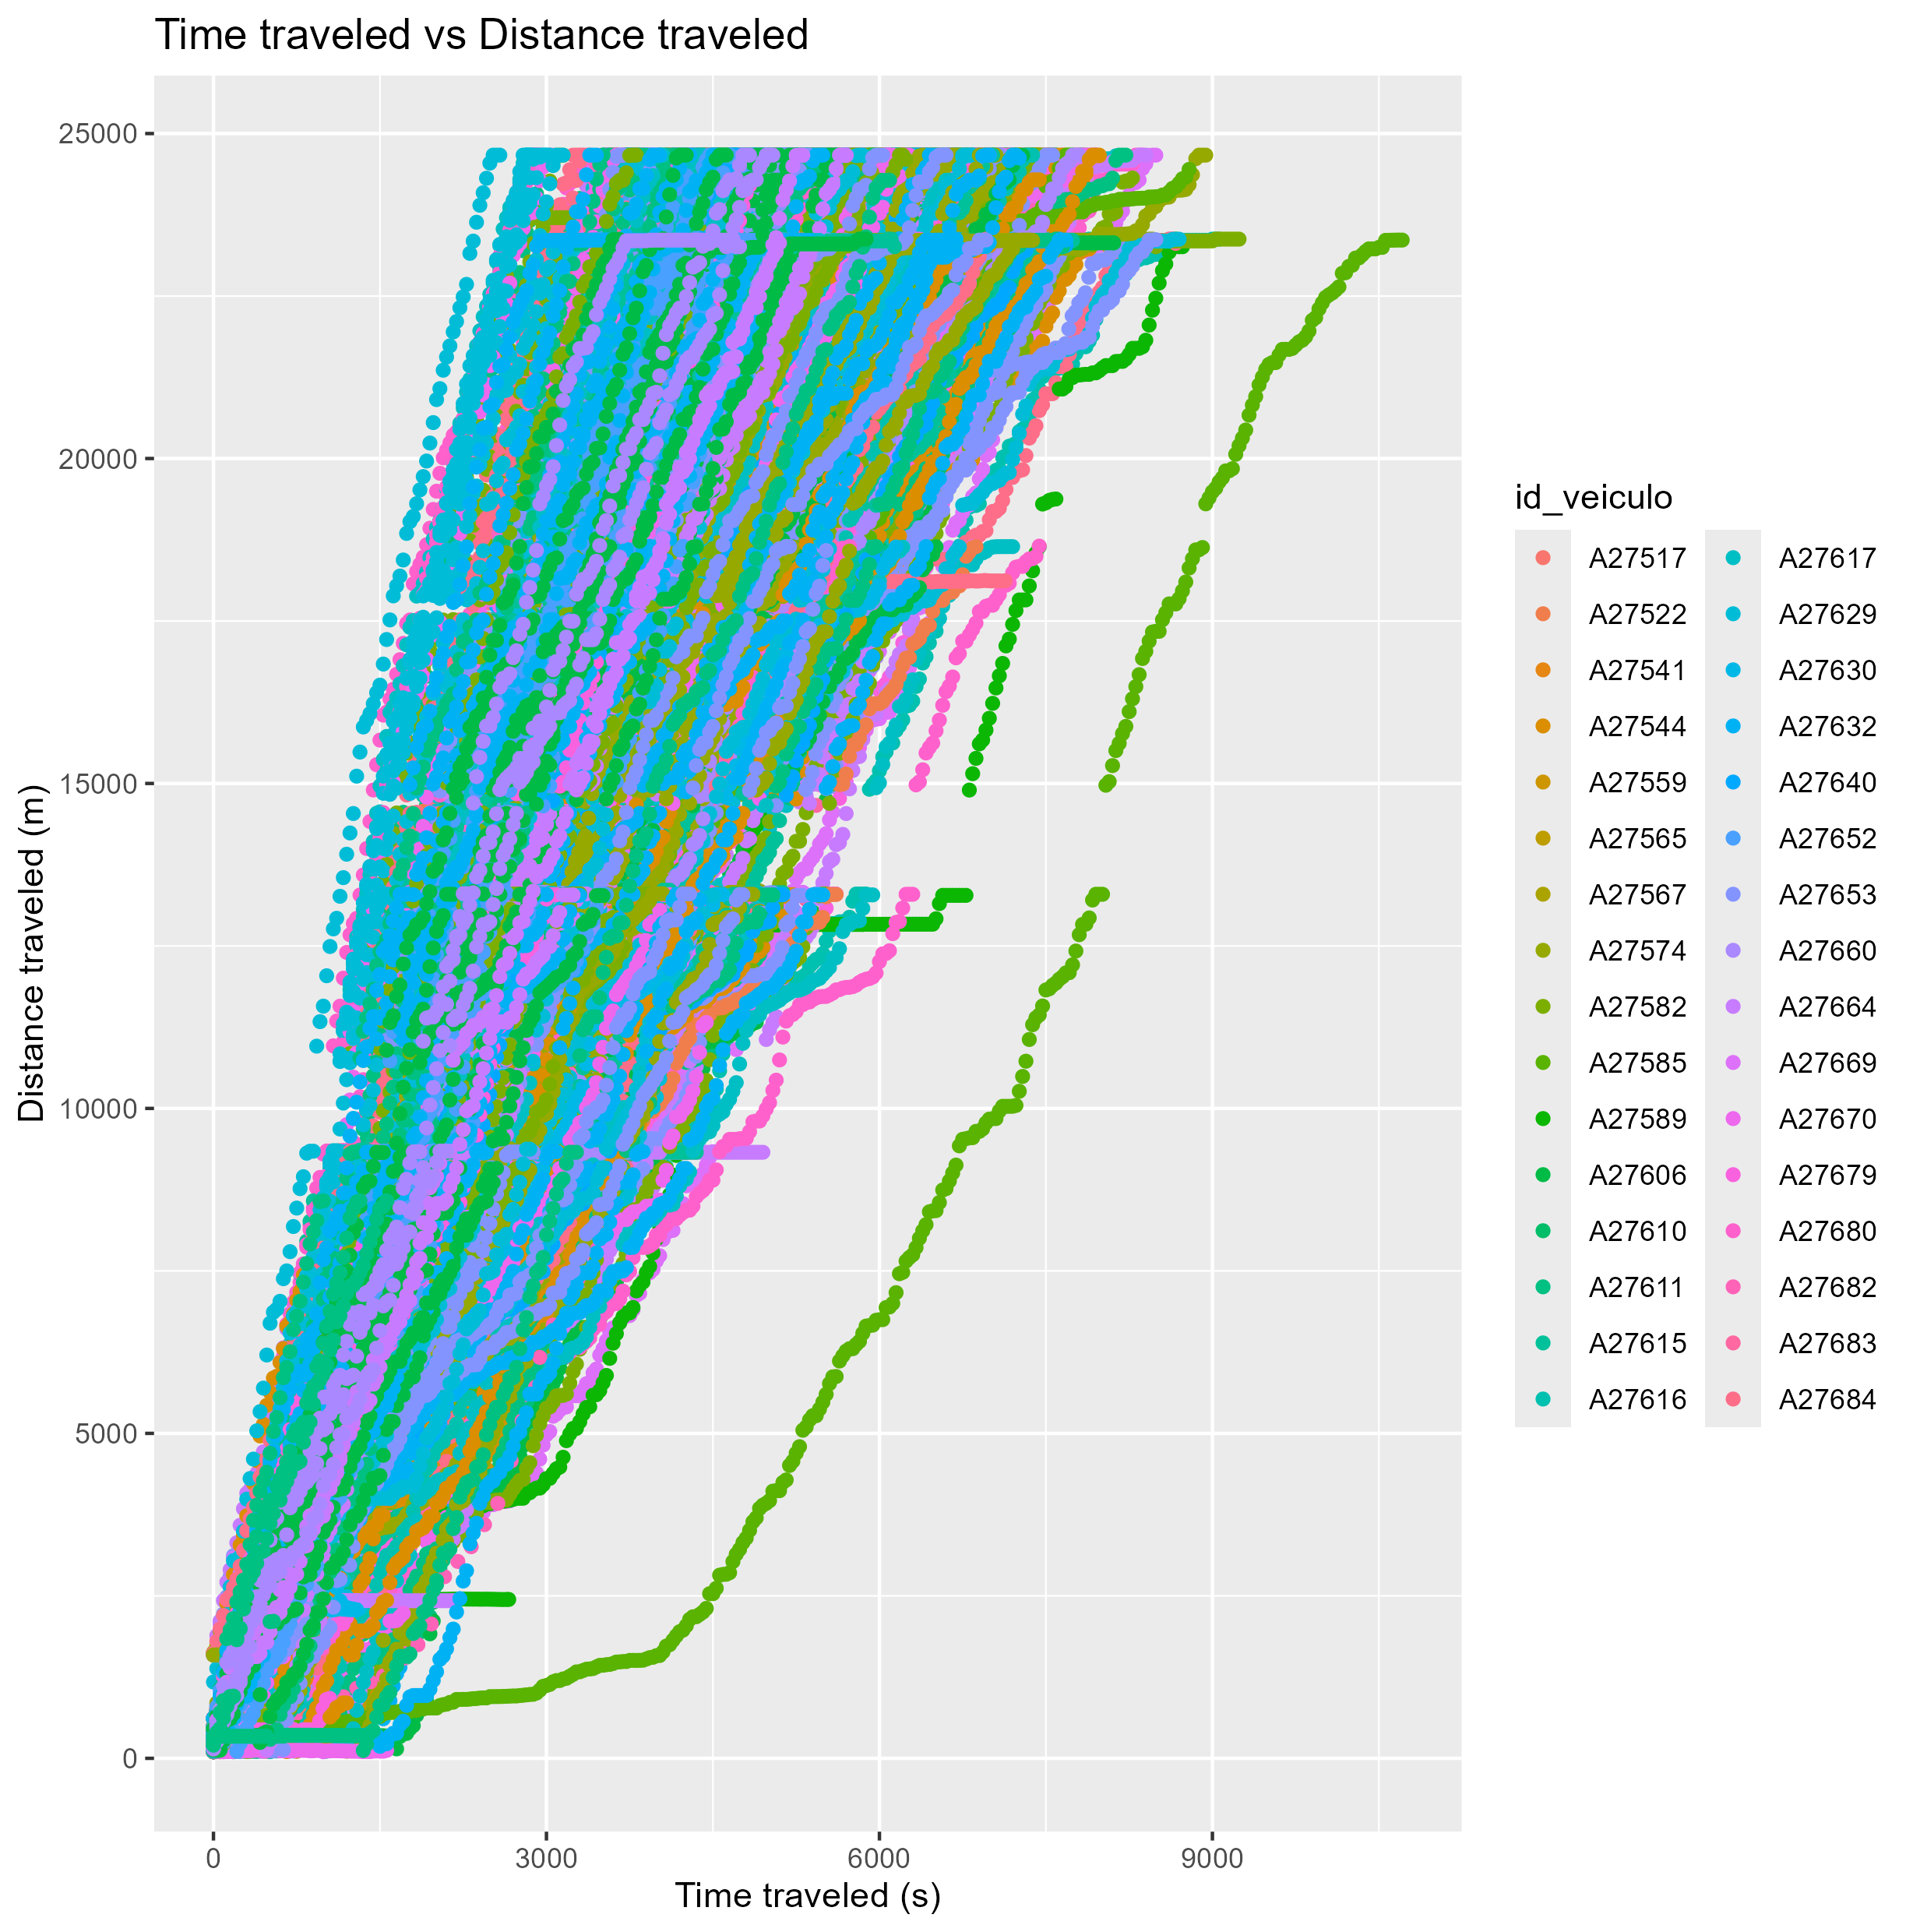 Time traveled vs Distance traveled
Distance traveled (m)
25000
20000
15000
10000
5000
0
0 3000 6000 9000
Time traveled (s)
id_veiculo
A27517
A27522
A27541
A27544
A27559
A27565
A27567
A27574
A27582
A27585
A27589
A27606
A27610
A27611
A27615
A27616
A27617
A27629
A27630
A27632
A27640
A27652
A27653
A27660
A27664
A27669
A27670
A27679
A27680
A27682
A27683
A27684